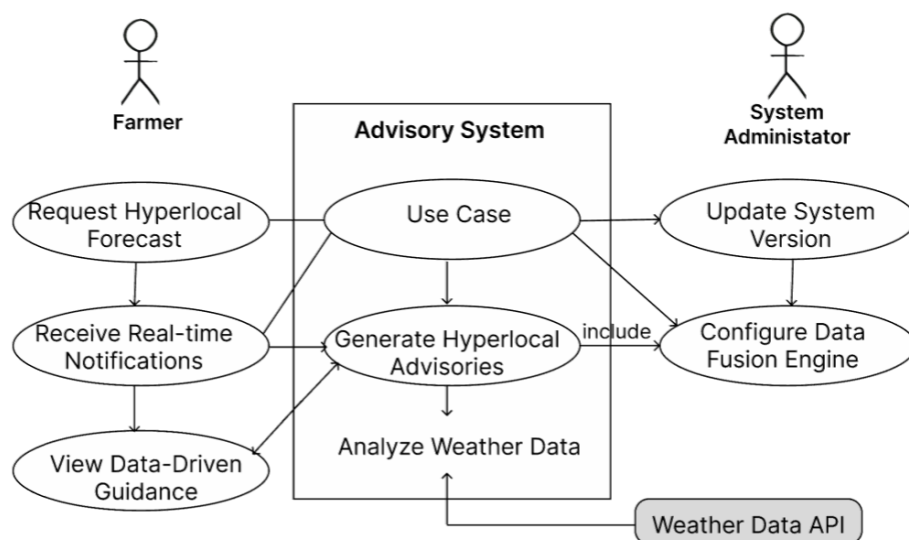 Farmer
System
Administator
Advisory System
Request Hyperlocal
Forecast
Use Case
Update System
Version
Receive Real-time
Notifications
Generate Hyperlocal
Advisories
include
Configure Data
Fusion Engine
View Data-Driven
Guidance
Analyze Weather Data
Weather Data API